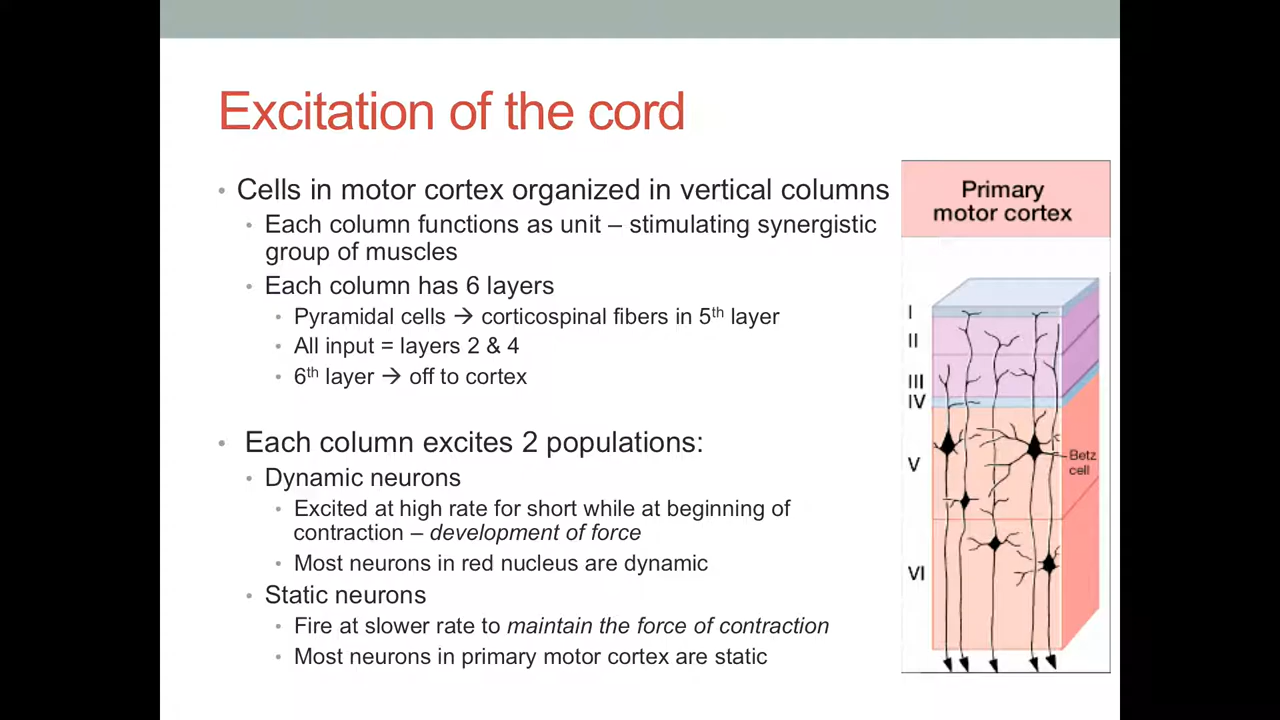 Excitation of the cord
• Cells in motor cortex organized in vertical columns
• Each column functions as unit – stimulating synergistic
group of muscles
• Each column has 6 layers
• Pyramidal cells → corticospinal fibers in 5th layer
• All input = layers 2 & 4
• 6th layer → off to cortex
• Each column excites 2 populations:
• Dynamic neurons
• Excited at high rate for short while at beginning of
contraction – development of force
• Most neurons in red nucleus are dynamic
• Static neurons
• Fire at slower rate to maintain the force of contraction
• Most neurons in primary motor cortex are static
Primary
motor cortex
I
II
III
IV
V
Betz
cell
VI